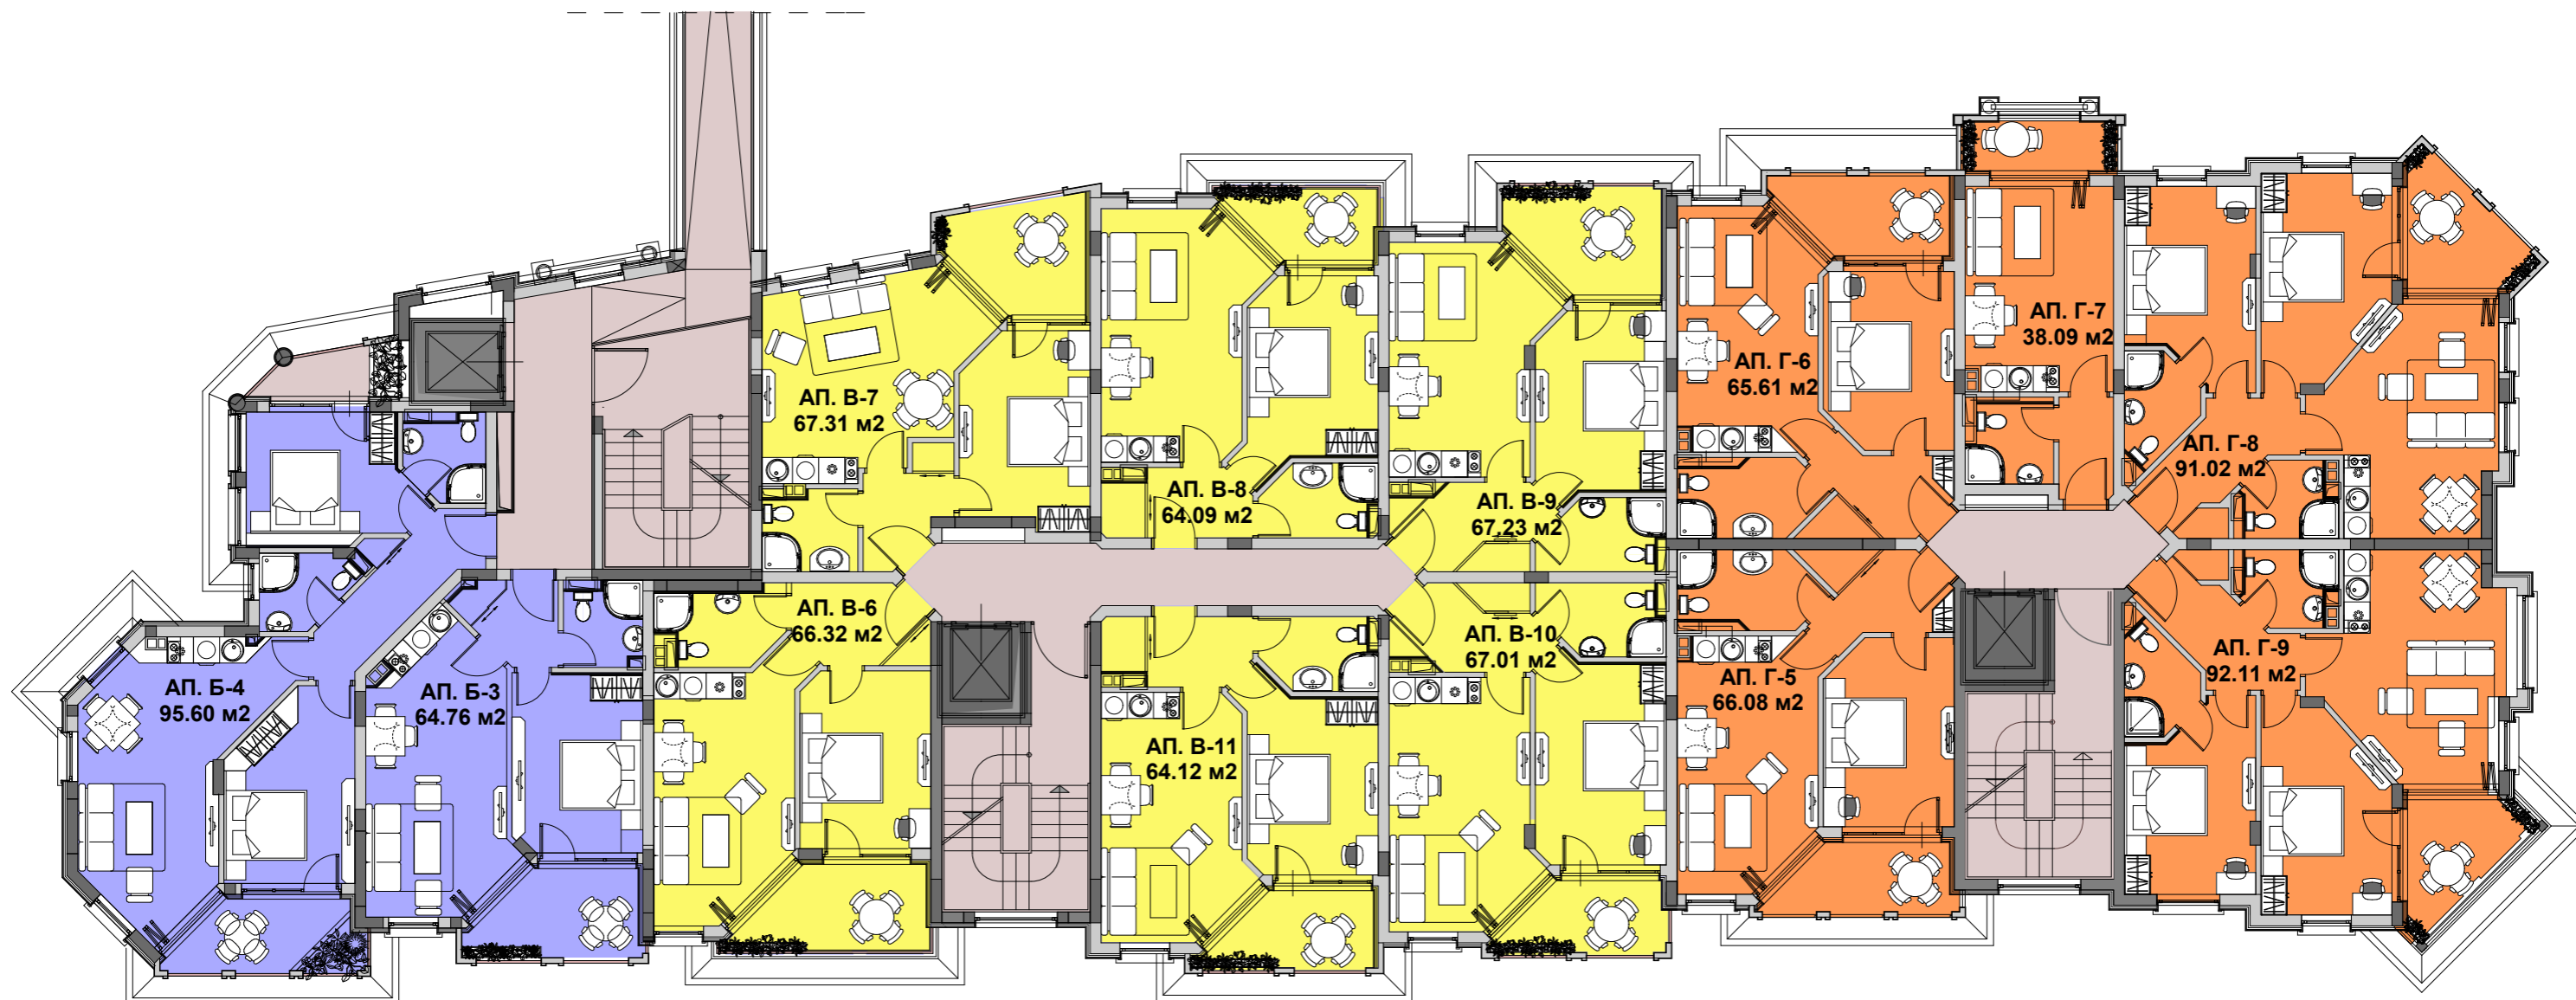 АП. Г-7
38.09 м2
АП. Г-6
65.61 м2
АП. В-7
67.31 м2
АП. Г-8
91.02 м2
АП. В-8
64.09 м2
АП. В-9
67.23 м2
АП. В-6
66.32 м2
АП. В-10
67.01 м2
АП. Г-9
92.11 м2
АП. Г-5
66.08 м2
АП. Б-4
95.60 м2
АП. Б-3
64.76 м2
АП. В-11
64.12 м2